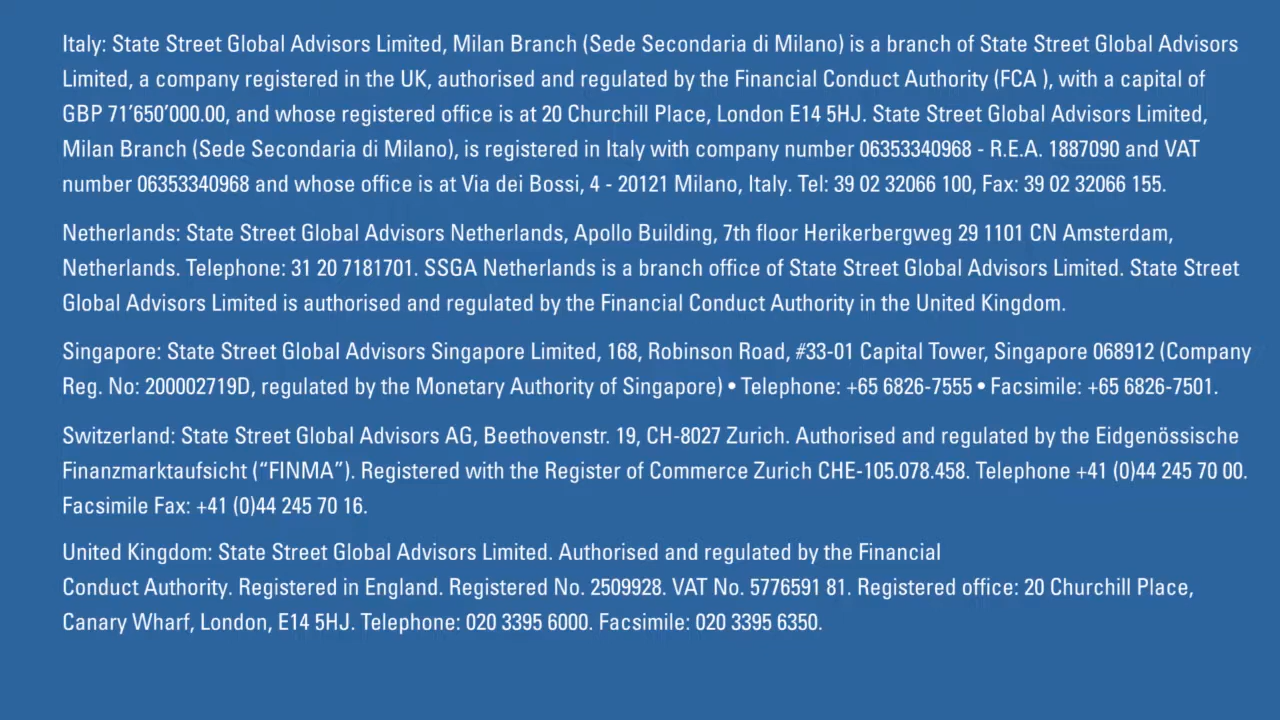 Italy: State Street Global Advisors Limited, Milan Branch (Sede Secondaria di Milano) is a branch of State Street Global Advisors
Limited, a company registered in the UK, authorised and regulated by the Financial Conduct Authority (FCA ), with a capital of
GBP 71’650’000.00, and whose registered office is at 20 Churchill Place, London E14 5HJ. State Street Global Advisors Limited,
Milan Branch (Sede Secondaria di Milano), is registered in Italy with company number 06353340968 - R.E.A. 1887090 and VAT
number 06353340968 and whose office is at Via dei Bossi, 4 - 20121 Milano, Italy. Tel: 39 02 32066 100, Fax: 39 02 32066 155.
Netherlands: State Street Global Advisors Netherlands, Apollo Building, 7th floor Herikerbergweg 29 1101 CN Amsterdam,
Netherlands. Telephone: 31 20 7181701. SSGA Netherlands is a branch office of State Street Global Advisors Limited. State Street
Global Advisors Limited is authorised and regulated by the Financial Conduct Authority in the United Kingdom.
Singapore: State Street Global Advisors Singapore Limited, 168, Robinson Road, #33-01 Capital Tower, Singapore 068912 (Company
Reg. No: 200002719D, regulated by the Monetary Authority of Singapore) • Telephone: +65 6826-7555 • Facsimile: +65 6826-7501.
Switzerland: State Street Global Advisors AG, Beethovenstr. 19, CH-8027 Zurich. Authorised and regulated by the Eidgenössische
Finanzmarktaufsicht (“FINMA”). Registered with the Register of Commerce Zurich CHE-105.078.458. Telephone +41 (0)44 245 70 00.
Facsimile Fax: +41 (0)44 245 70 16.
United Kingdom: State Street Global Advisors Limited. Authorised and regulated by the Financial
Conduct Authority. Registered in England. Registered No. 2509928. VAT No. 5776591 81. Registered office: 20 Churchill Place,
Canary Wharf, London, E14 5HJ. Telephone: 020 3395 6000. Facsimile: 020 3395 6350.